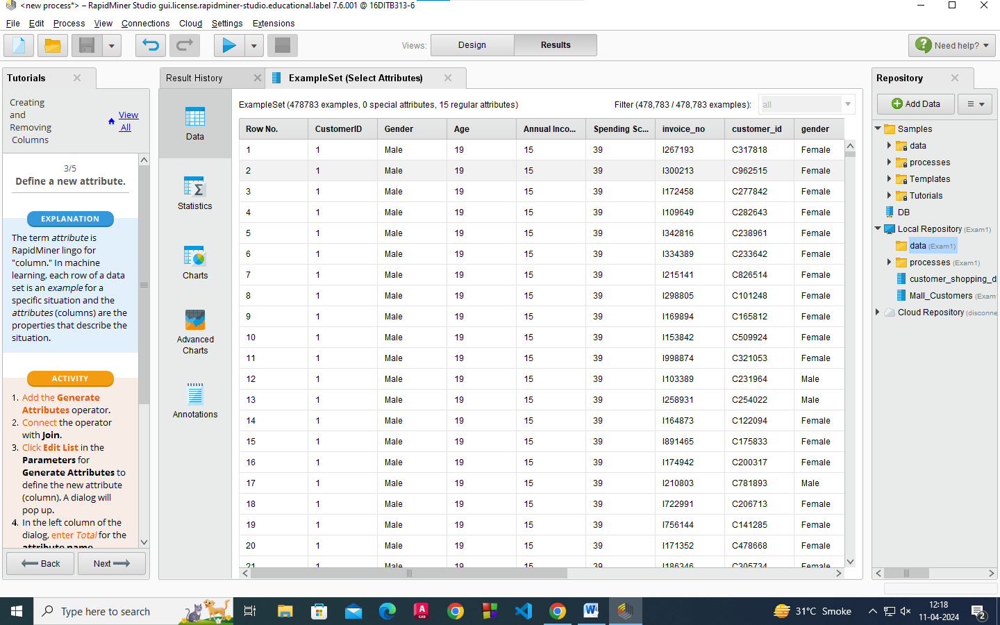 <new process*> – RapidMiner Studio gui.license.rapidminer-studio.educational.label 7.6.001 @ 16DITB313-6
File Edit Process View Connections Cloud Settings Extensions
Views: Design Results
Need help?
Tutorials
Creating and Removing Columns
View All
3/5
Define a new attribute.
EXPLANATION
The term attribute is
RapidMiner lingo for
"column." In machine
learning, each row of a data
set is an example for a
specific situation and the
attributes (columns) are the
properties that describe the
situation.
ACTIVITY
1. Add the Generate
Attributes operator.
2. Connect the operator
with Join.
3. Click Edit List in the
Parameters for
Generate Attributes to
define the new attribute
(column). A dialog will
pop up.
4. In the left column of the
dialog, enter Total for the
attribute name
Back Next
Result History
ExampleSet (Select Attributes)
Data
Statistics
Charts
Advanced
Charts
Annotations
ExampleSet (478783 examples, 0 special attributes, 15 regular attributes)
Filter (478,783 / 478,783 examples): all
Row No. CustomerID Gender Age Annual Inco... Spending Sc... invoice_no customer_id gender
1 1 Male 19 15 39 I267193 C317818 Female
2 1 Male 19 15 39 I300213 C962515 Female
3 1 Male 19 15 39 I172458 C277842 Female
4 1 Male 19 15 39 I109649 C282643 Female
5 1 Male 19 15 39 I342816 C238961 Female
6 1 Male 19 15 39 I334389 C233642 Female
7 1 Male 19 15 39 I215141 C826514 Female
8 1 Male 19 15 39 I298805 C101248 Female
9 1 Male 19 15 39 I169894 C165812 Female
10 1 Male 19 15 39 I153842 C509924 Female
11 1 Male 19 15 39 I998874 C321053 Female
12 1 Male 19 15 39 I103389 C231964 Male
13 1 Male 19 15 39 I258931 C254022 Male
14 1 Male 19 15 39 I164873 C122094 Female
15 1 Male 19 15 39 I891465 C175833 Female
16 1 Male 19 15 39 I174942 C200317 Female
17 1 Male 19 15 39 I210803 C781893 Male
18 1 Male 19 15 39 I722991 C206713 Female
19 1 Male 19 15 39 I756144 C141285 Female
20 1 Male 19 15 39 I171352 C478668 Female
21 1 Male 19 15 39 I186346 C305734 Female
Repository
Add Data
Samples
data
processes
Templates
Tutorials
DB
Local Repository (Exam1)
data (Exam1)
processes (Exam1)
customer_shopping_d
Mall_Customers (Exam
Cloud Repository (disconne
Type here to search
31°C Smoke
12:18
11-04-2024
2